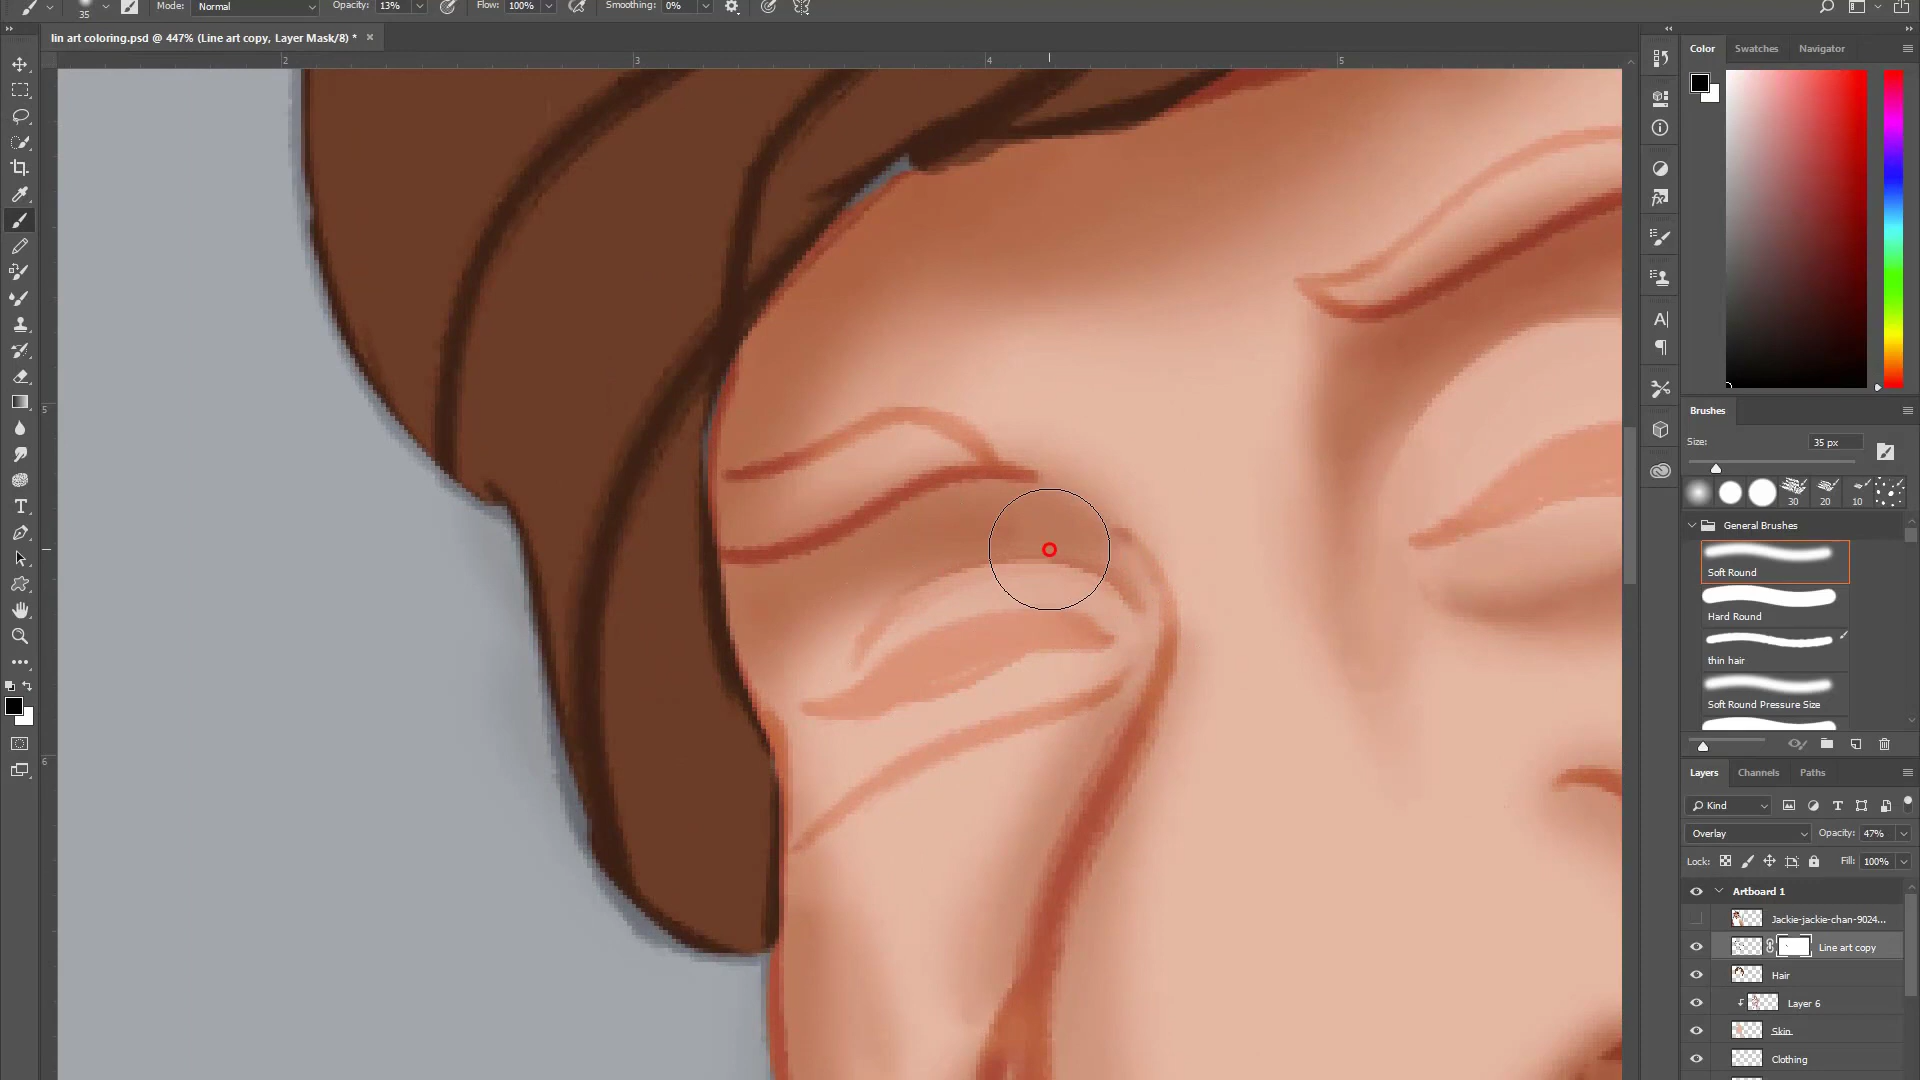 35 Mode: Normal Opacity: 13% Flow: 100% Smoothing: 0%
lin art coloring.psd @ 447% (Line art copy, Layer Mask/8) * ×
2 3 4 5
5
6
Color Swatches Navigator
Brushes
Size: 35 px
30 20 10
General Brushes
Soft Round
Hard Round
thin hair
Soft Round Pressure Size
Layers Channels Paths
Kind
Overlay Opacity: 47%
Lock: Fill: 100%
Artboard 1
Jackie-jackie-chan-9024...
Line art copy
Hair
Layer 6
Skin
Clothing